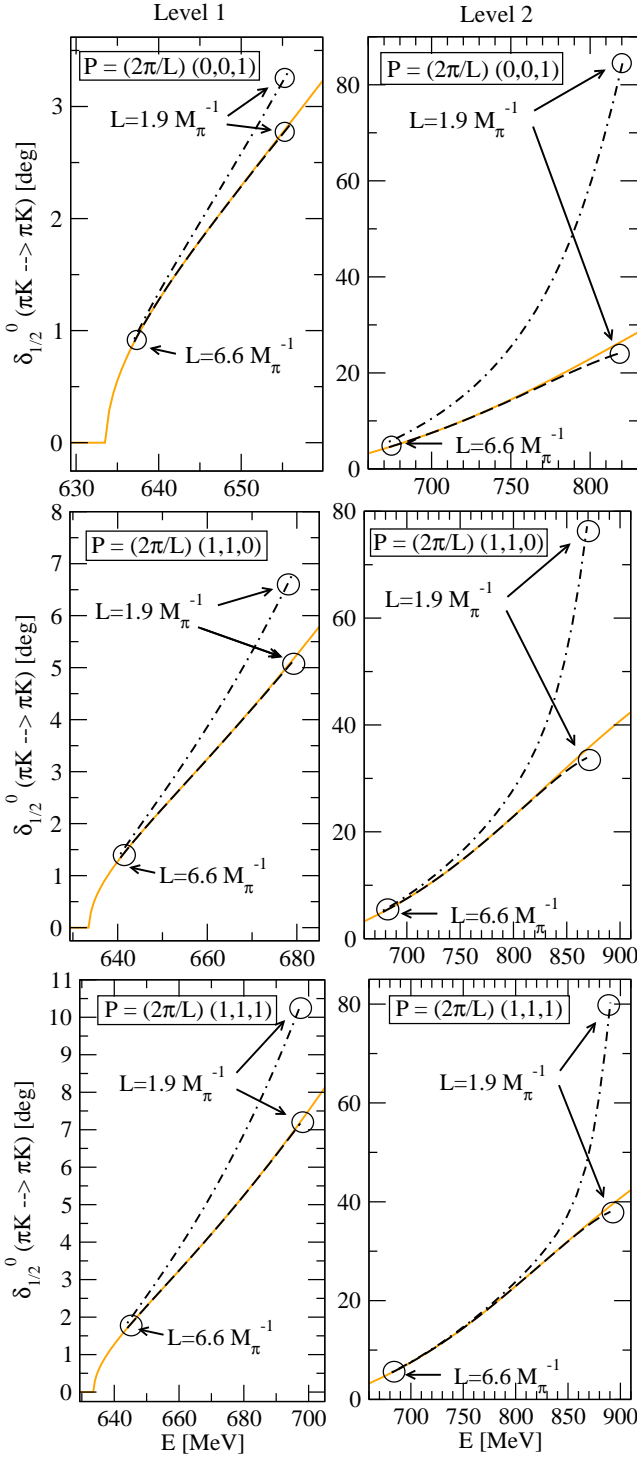 Level 1
Level 2
P = (2π/L) (0,0,1)
L=1.9 M_π^-1
L=6.6 M_π^-1
δ_1/2^0 (πK --> πK) [deg]
3
2
1
0
630
640
650
P = (2π/L) (0,0,1)
L=1.9 M_π^-1
L=6.6 M_π^-1
80
60
40
20
0
700
750
800
P = (2π/L) (1,1,0)
L=1.9 M_π^-1
L=6.6 M_π^-1
δ_1/2^0 (πK --> πK) [deg]
8
7
6
5
4
3
2
1
0
640
660
680
P = (2π/L) (1,1,0)
L=1.9 M_π^-1
L=6.6 M_π^-1
80
60
40
20
0
700
750
800
850
900
P = (2π/L) (1,1,1)
L=1.9 M_π^-1
L=6.6 M_π^-1
δ_1/2^0 (πK --> πK) [deg]
11
10
9
8
7
6
5
4
3
2
1
0
640
660
680
700
E [MeV]
P = (2π/L) (1,1,1)
L=1.9 M_π^-1
L=6.6 M_π^-1
80
60
40
20
0
700
750
800
850
900
E [MeV]